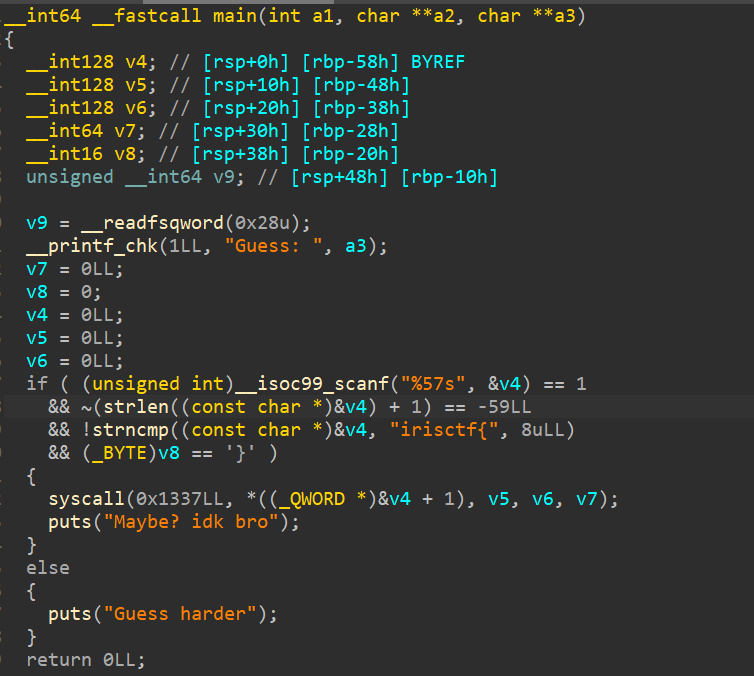 __int64 __fastcall main(int a1, char **a2, char **a3)
{
  __int128 v4; // [rsp+0h] [rbp-58h] BYREF
  __int128 v5; // [rsp+10h] [rbp-48h]
  __int128 v6; // [rsp+20h] [rbp-38h]
  __int64 v7; // [rsp+30h] [rbp-28h]
  __int16 v8; // [rsp+38h] [rbp-20h]
  unsigned __int64 v9; // [rsp+48h] [rbp-10h]

  v9 = __readfsqword(0x28u);
  __printf_chk(1LL, "Guess: ", a3);
  v7 = 0LL;
  v8 = 0;
  v4 = 0LL;
  v5 = 0LL;
  v6 = 0LL;
  if ( (unsigned int)__isoc99_scanf("%57s", &v4) == 1
    && ~(strlen((const char *)&v4) + 1) == -59LL
    && !strncmp((const char *)&v4, "irisctf{", 8uLL)
    && (_BYTE)v8 == '}' )
  {
    syscall(0x1337LL, *((_QWORD *)&v4 + 1), v5, v6, v7);
    puts("Maybe? idk bro");
  }
  else
  {
    puts("Guess harder");
  }
  return 0LL;